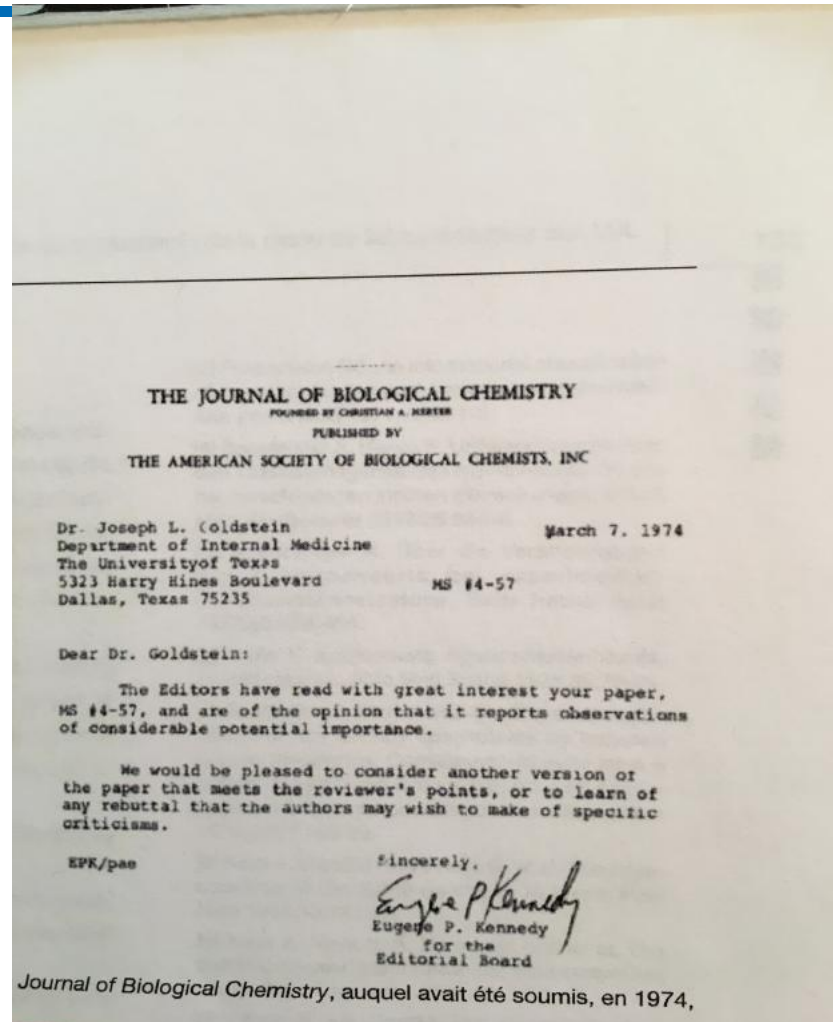 THE JOURNAL OF BIOLOGICAL CHEMISTRY
FOUNDED BY CHRISTIAN A. HERTER
PUBLISHED BY
THE AMERICAN SOCIETY OF BIOLOGICAL CHEMISTS, INC
Dr. Joseph L. Coldstein March 7. 1974
Department of Internal Medicine
The Universityof Texas
5323 Harry Hines Boulevard MS #4-57
Dallas, Texas 75235
Dear Dr. Goldstein:
The Editors have read with great interest your paper,
MS #4-57, and are of the opinion that it reports observations
of considerable potential importance.
We would be pleased to consider another version of
the paper that meets the reviewer's points, or to learn of
any rebuttal that the authors may wish to make of specific
criticisms.
EPK/pae Sincerely,
Eugene P Kennedy
Eugene P. Kennedy
for the
Editorial Board
Journal of Biological Chemistry, auquel avait été soumis, en 1974,